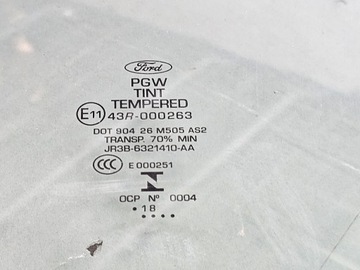 Ford
PGW
TINT
TEMPERED
E11 43R-000263
DOT 904 26 M505 AS2
TRANSP. 70% MIN
JR3B-6321410-AA
CCC E 000251
N
OCP Nº 0004
•18
••••